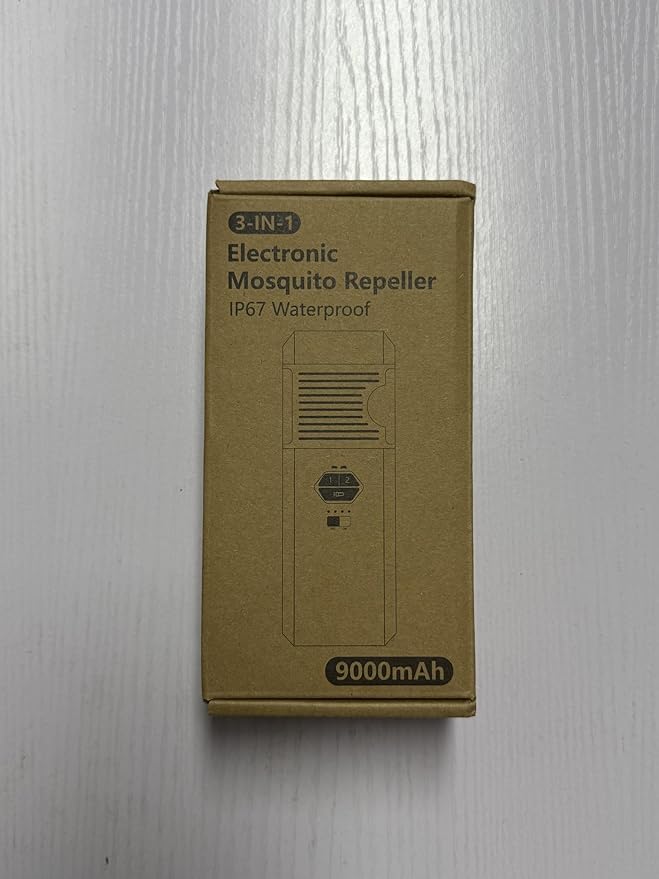 3-IN-1
Electronic
Mosquito Repeller
IP67 Waterproof
1 2
9000mAh